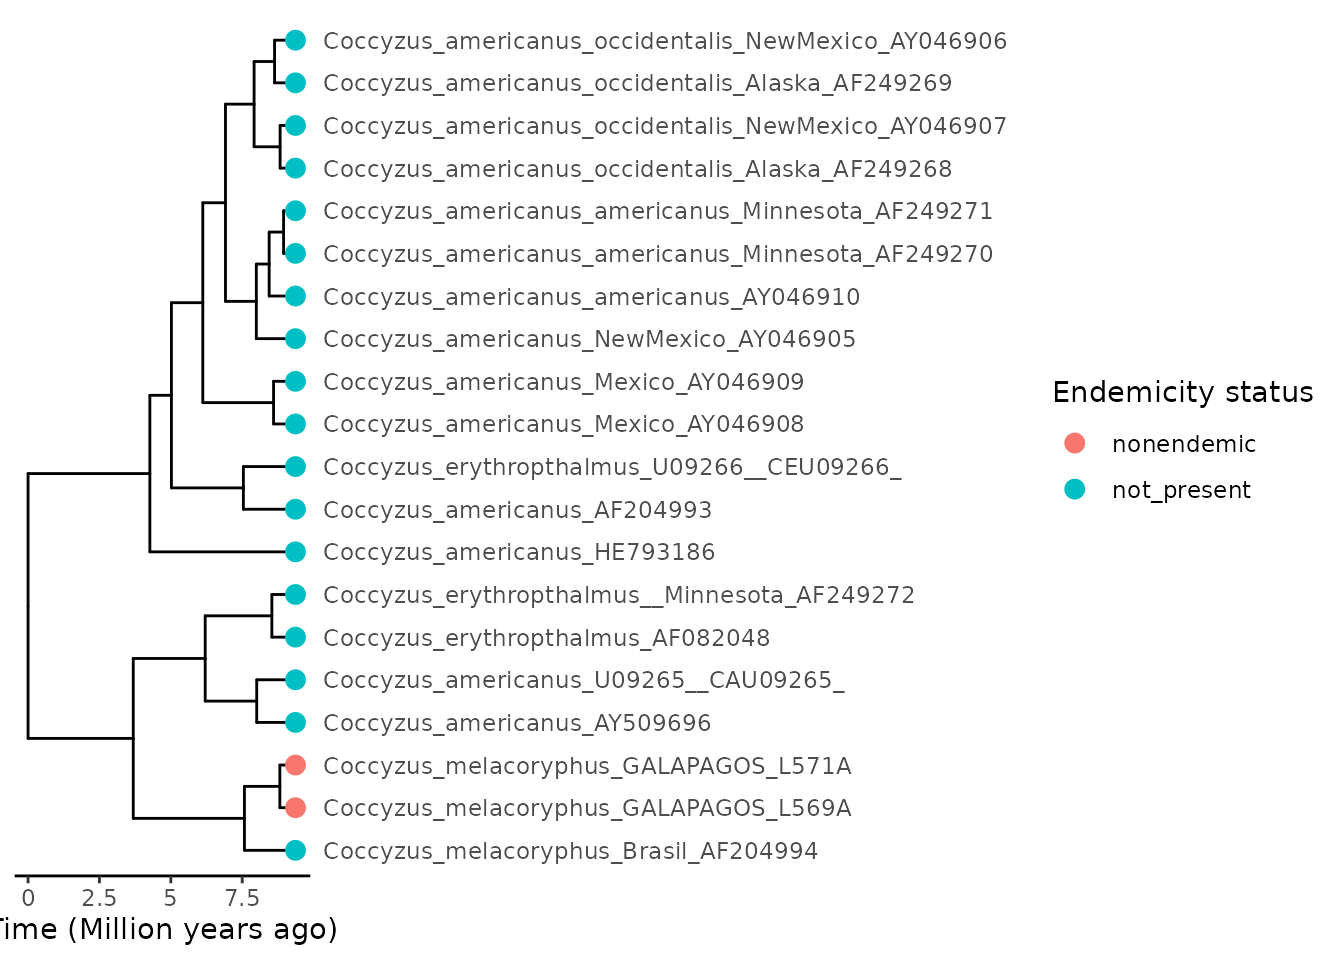 Coccyzus_americanus_occidentalis_NewMexico_AY046906
Coccyzus_americanus_occidentalis_Alaska_AF249269
Coccyzus_americanus_occidentalis_NewMexico_AY046907
Coccyzus_americanus_occidentalis_Alaska_AF249268
Coccyzus_americanus_americanus_Minnesota_AF249271
Coccyzus_americanus_americanus_Minnesota_AF249270
Coccyzus_americanus_americanus_AY046910
Coccyzus_americanus_NewMexico_AY046905
Coccyzus_americanus_Mexico_AY046909
Coccyzus_americanus_Mexico_AY046908
Coccyzus_erythropthalmus_U09266__CEU09266_
Coccyzus_americanus_AF204993
Coccyzus_americanus_HE793186
Coccyzus_erythropthalmus__Minnesota_AF249272
Coccyzus_erythropthalmus_AF082048
Coccyzus_americanus_U09265__CAU09265_
Coccyzus_americanus_AY509696
Coccyzus_melacoryphus_GALAPAGOS_L571A
Coccyzus_melacoryphus_GALAPAGOS_L569A
Coccyzus_melacoryphus_Brasil_AF204994
0 2.5 5 7.5
Time (Million years ago)
Endemicity status
nonendemic
not_present